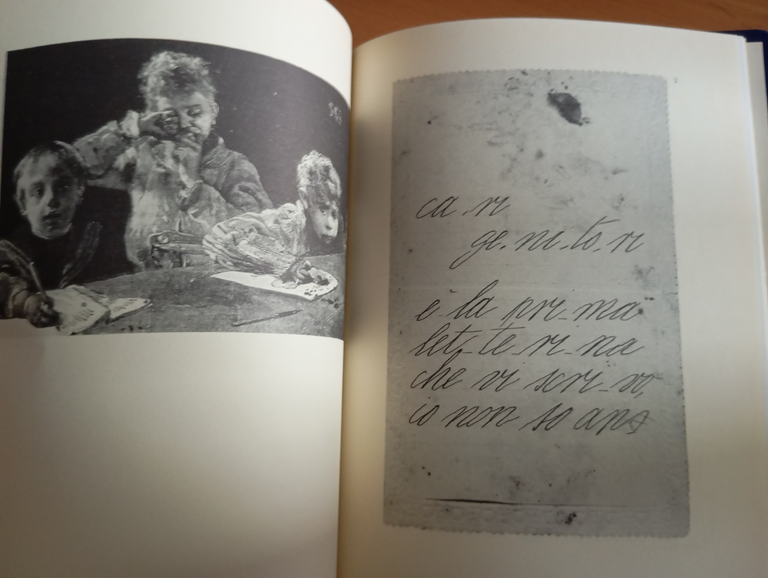 ca ri
ge-ni-to-ri
è la pri-ma
let-te-ri-na
che vi scri-vo,
io non so anco